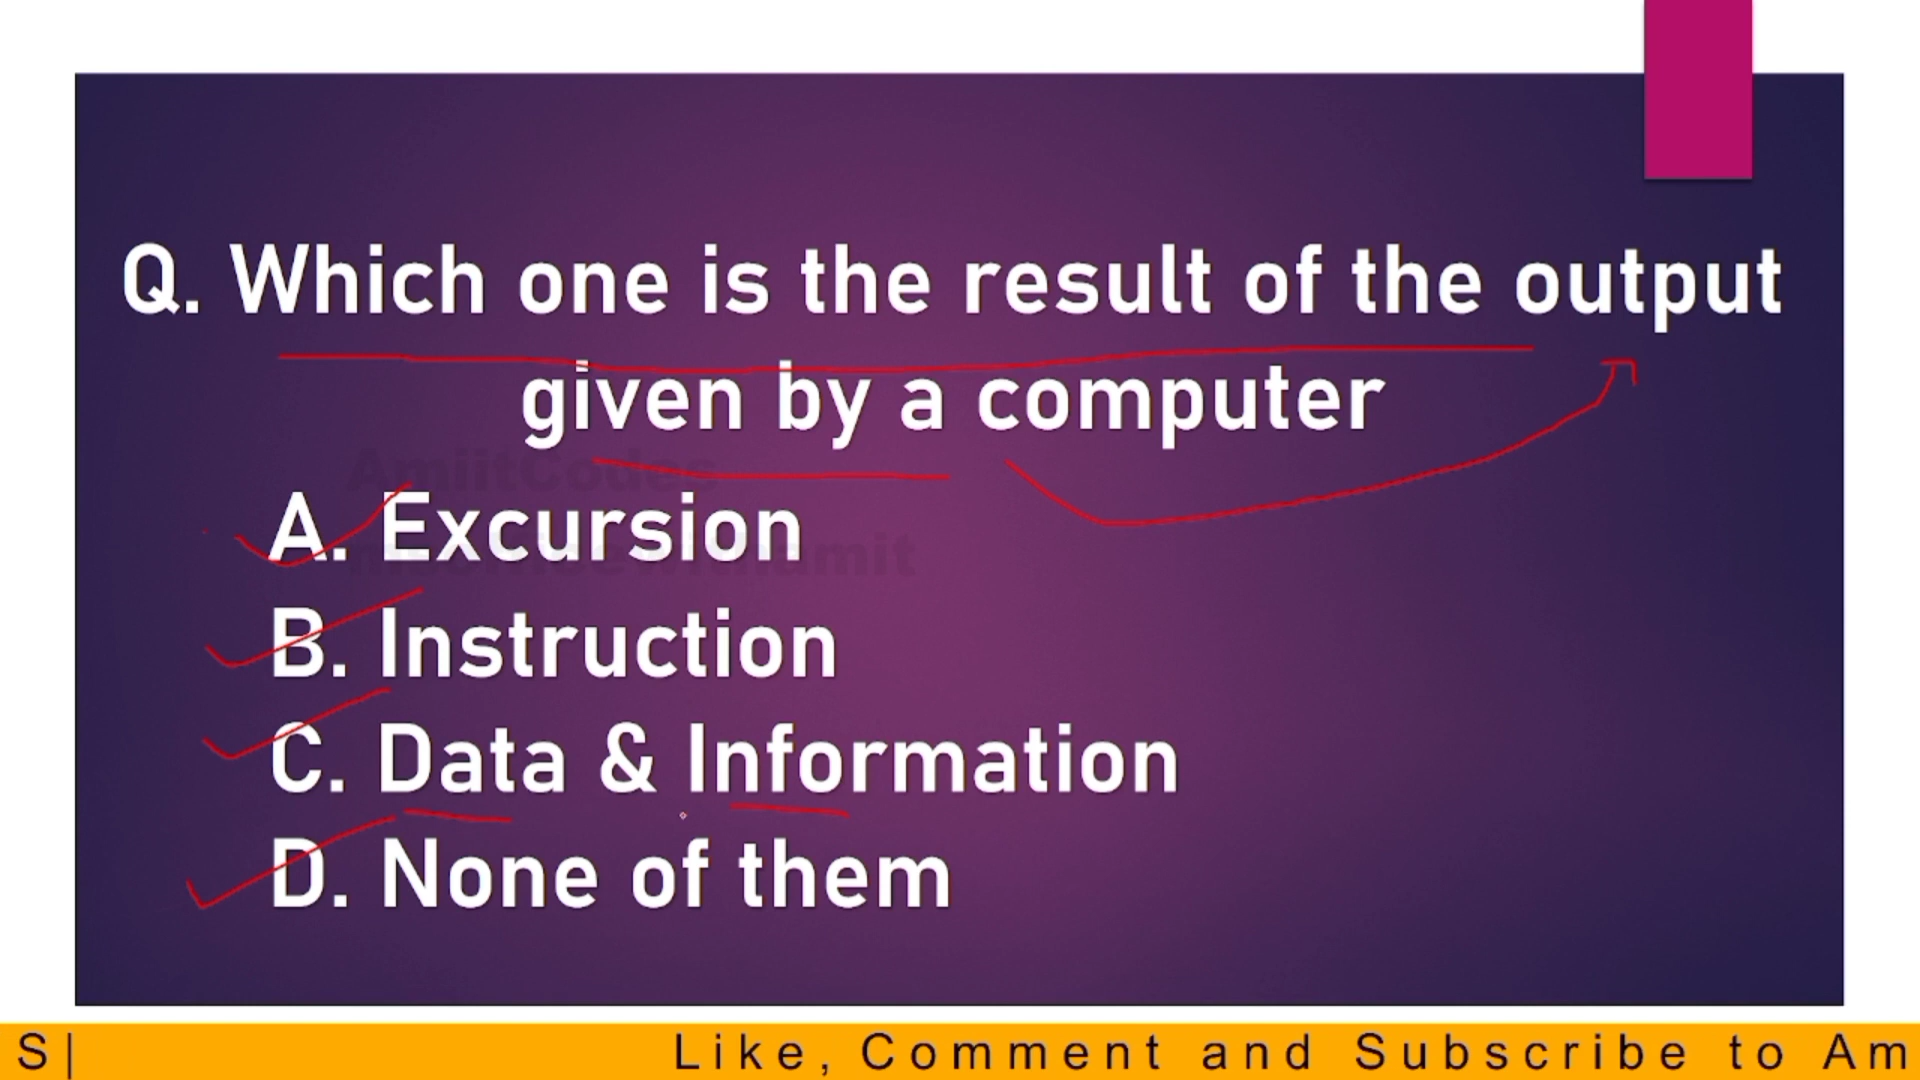 Q. Which one is the result of the output
given by a computer
AmiitCodes
A. Excursion
B. Instruction
C. Data & Information
D. None of them
S| Like, Comment and Subscribe to Am